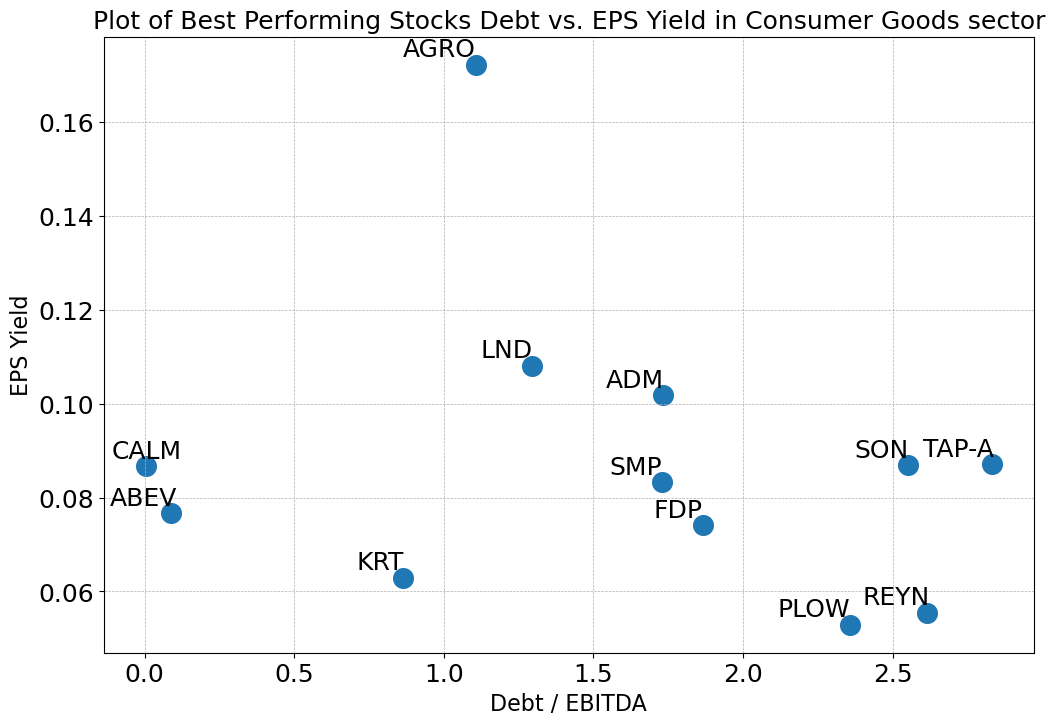 Plot of Best Performing Stocks Debt vs. EPS Yield in Consumer Goods sector
AGRO
0.16
0.14
EPS Yield
0.12
LND
ADM
0.10
CALM
SON
TAP-A
SMP
0.08
ABEV
FDP
KRT
0.06
REYN
PLOW
0.0
0.5
1.0
1.5
2.0
2.5
Debt / EBITDA